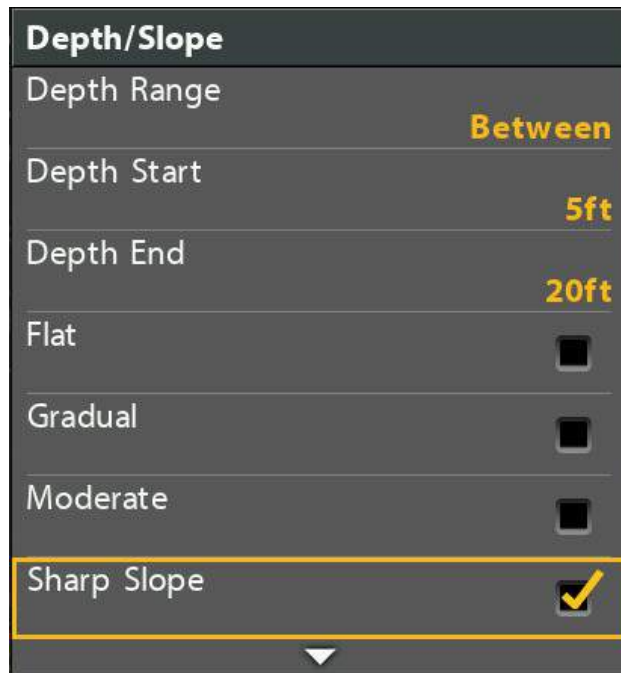 Depth/Slope
Depth Range
Between
Depth Start
5ft
Depth End
20ft
Flat
Gradual
Moderate
Sharp Slope